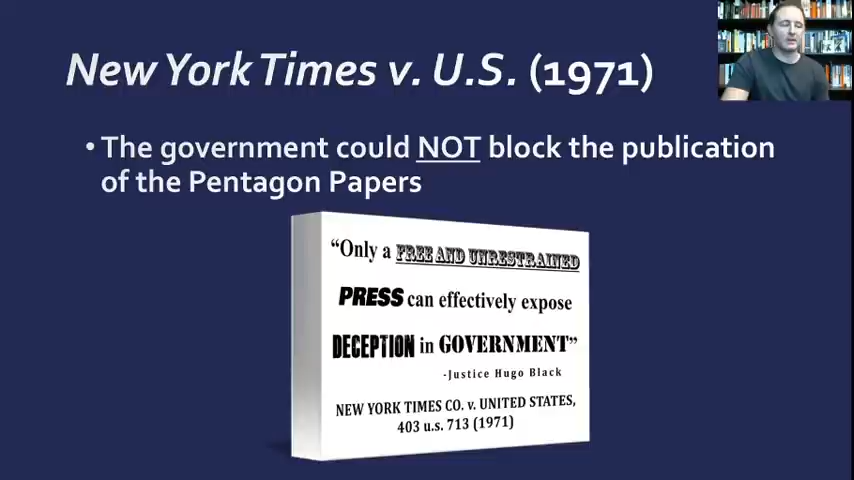 New York Times v. U.S. (1971)
• The government could NOT block the publication
of the Pentagon Papers
“Only a FREE AND UNRESTRAINED
PRESS can effectively expose
DECEPTION in GOVERNMENT”
-Justice Hugo Black
NEW YORK TIMES CO. v. UNITED STATES,
403 u.s. 713 (1971)